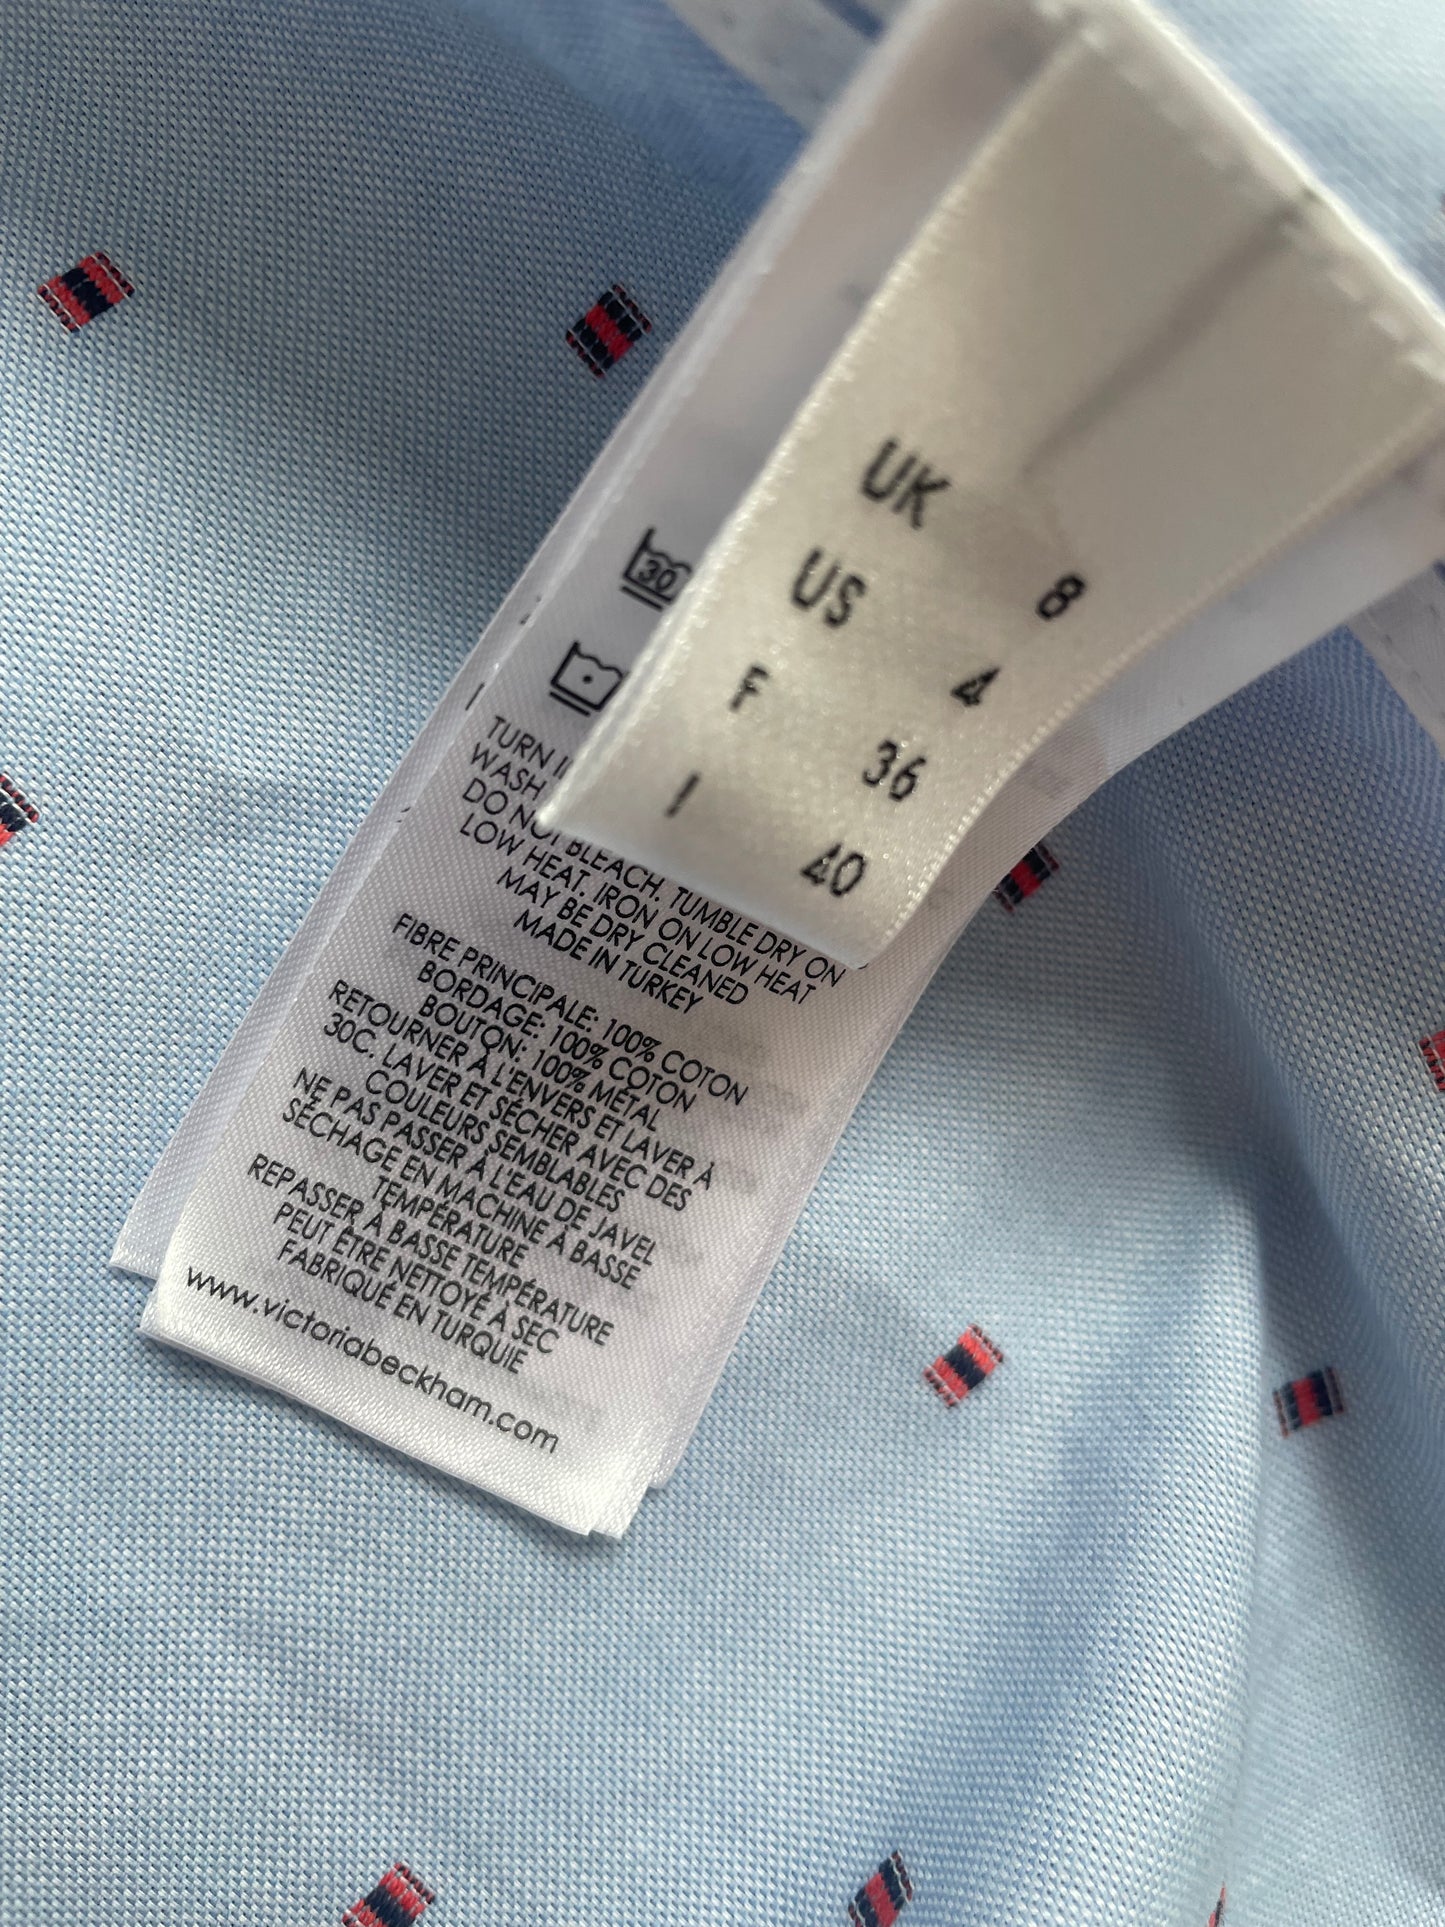 UK 8
US 4
F 36
I 40
30
TURN
WASH
DO NOT BLEACH. TUMBLE DRY ON
LOW HEAT. IRON ON LOW HEAT
MAY BE DRY CLEANED
MADE IN TURKEY
FIBRE PRINCIPALE: 100% COTON
BORDAGE: 100% COTON
BOUTON: 100% MÉTAL
RETOURNER À L'ENVERS ET LAVER À
30C. LAVER ET SÉCHER AVEC DES
COULEURS SEMBLABLES
NE PAS PASSER À L'EAU DE JAVEL
SÉCHAGE EN MACHINE À BASSE
TEMPÉRATURE
REPASSER À BASSE TEMPÉRATURE
PEUT ÊTRE NETTOYÉ À SEC
FABRIQUÉ EN TURQUIE
www.victoriabeckham.com